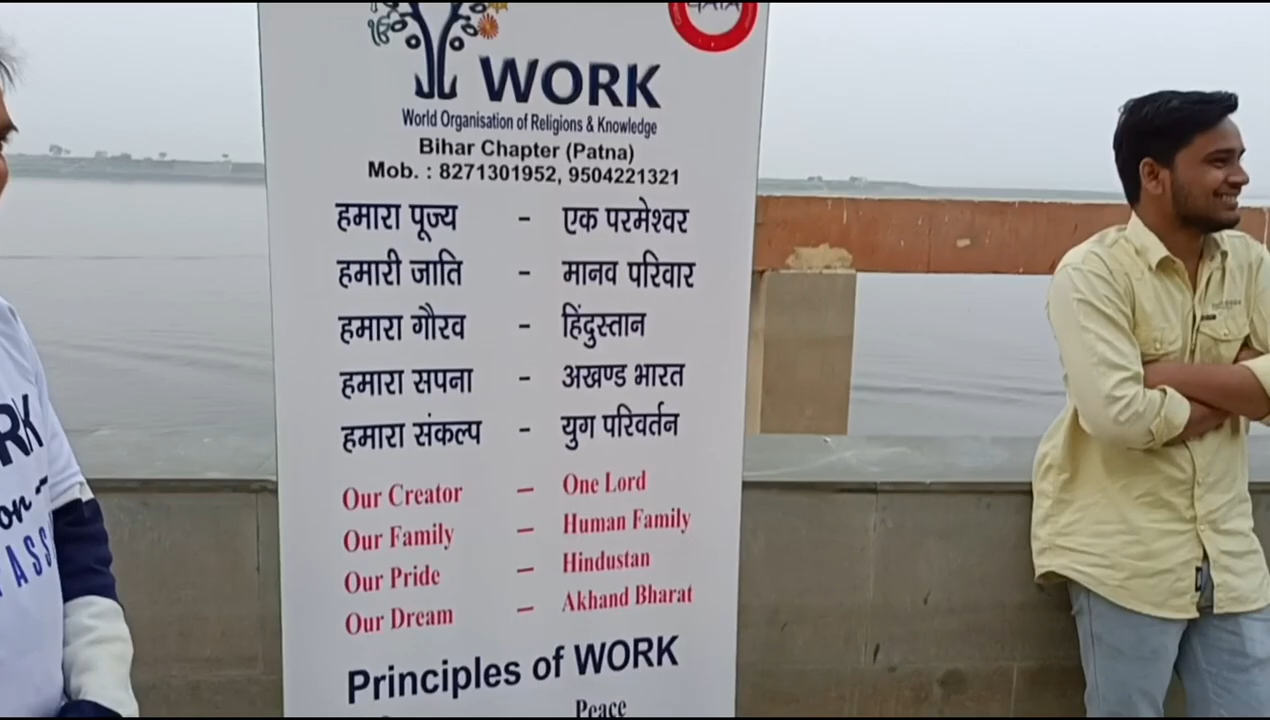 WORK
World Organisation of Religions & Knowledge
Bihar Chapter (Patna)
Mob. : 8271301952, 9504221321
हमारा पूज्य - एक परमेश्वर
हमारी जाति - मानव परिवार
हमारा गौरव - हिंदुस्तान
हमारा सपना - अखण्ड भारत
हमारा संकल्प - युग परिवर्तन
Our Creator – One Lord
Our Family – Human Family
Our Pride – Hindustan
Our Dream – Akhand Bharat
Principles of WORK
Peace